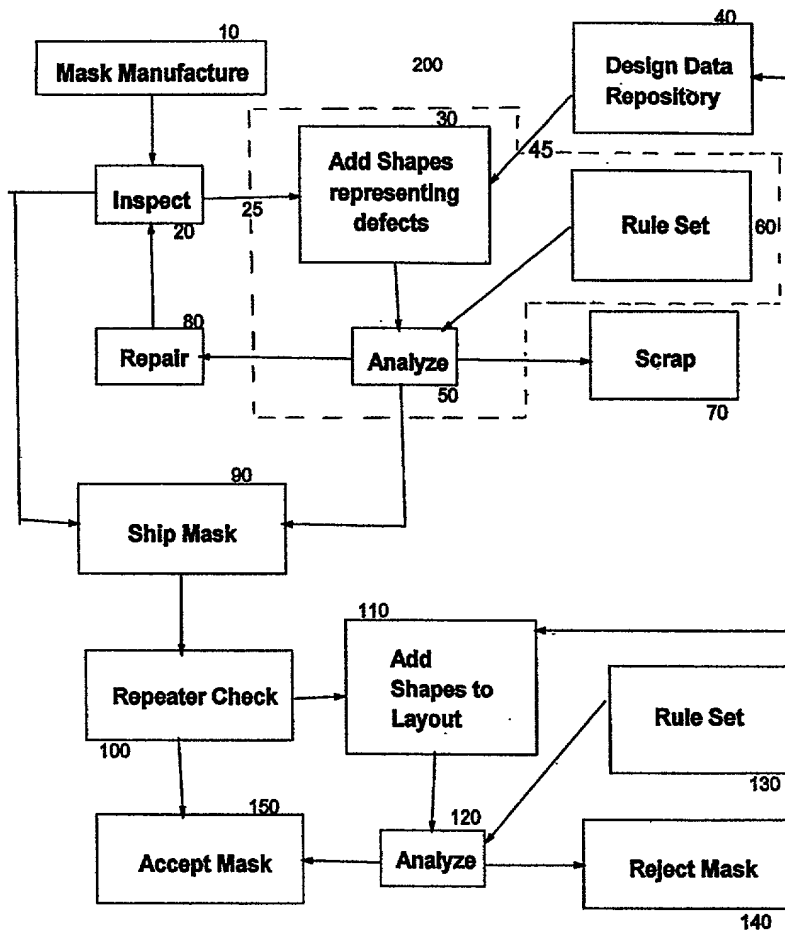 10
Mask Manufacture
200
40
Design Data
Repository
30
Add Shapes
representing
defects
45
Inspect
20
25
Rule Set
60
80
Repair
Analyze
50
Scrap
70
90
Ship Mask
110
Add
Shapes to
Layout
Repeater Check
100
Rule Set
130
150
Accept Mask
120
Analyze
Reject Mask
140